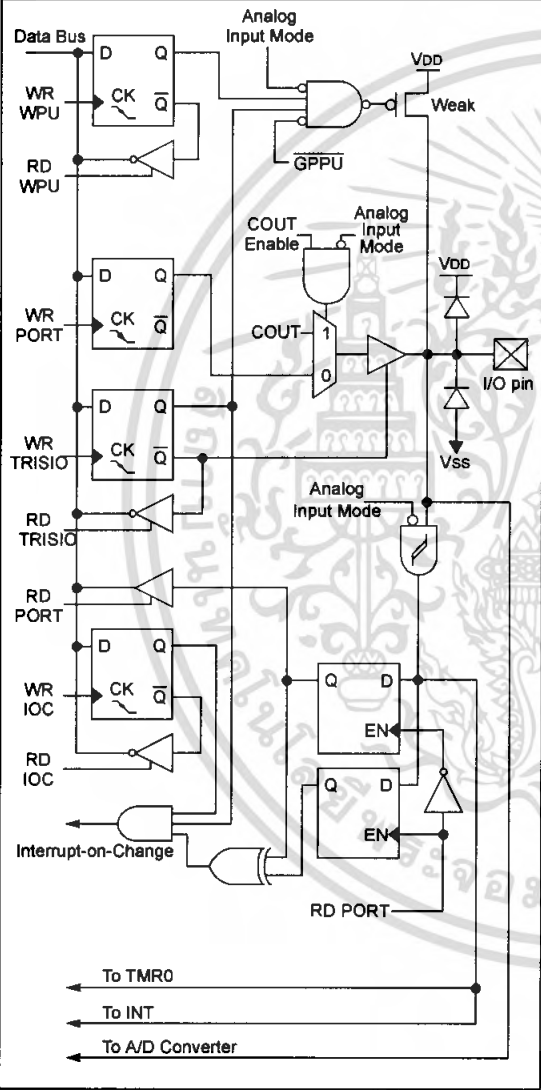 Analog
Input Mode
Data Bus
D Q
VDD
WR
WPU
CK Q
Weak
RD
WPU
GPPU
COUT
Enable
Analog
Input
Mode
D Q
VDD
WR
PORT
CK Q
COUT
1
0
I/O pin
D Q
WR
TRISIO
CK Q
VSS
RD
TRISIO
Analog
Input Mode
RD
PORT
D Q
Q D
WR
IOC
CK Q
EN
RD
IOC
Q D
EN
Interrupt-on-Change
RD PORT
To TMR0
To INT
To A/D Converter